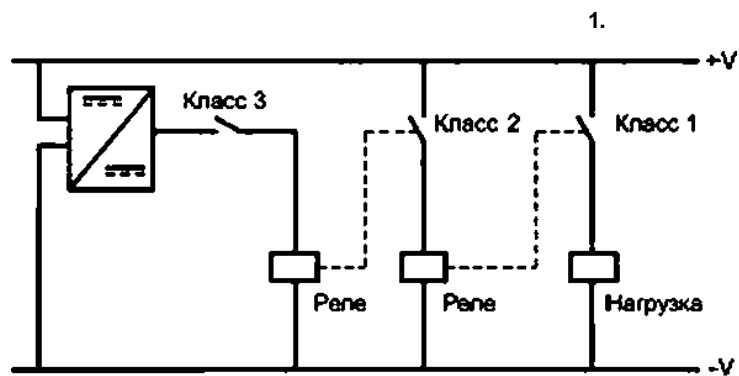 1.
+V
Класс 3
Класс 2
Класс 1
Реле
Реле
Нагрузка
-V